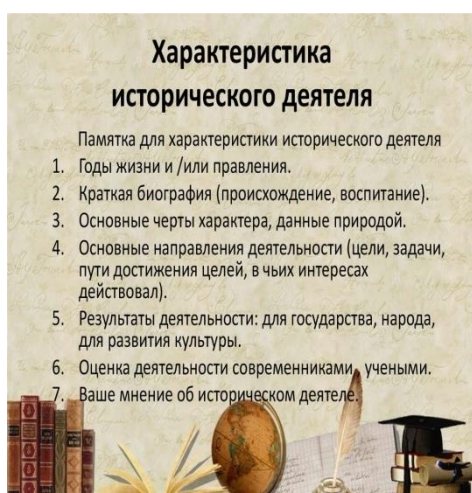 Характеристика
исторического деятеля
Памятка для характеристики исторического деятеля
1. Годы жизни и /или правления.
2. Краткая биография (происхождение, воспитание).
3. Основные черты характера, данные природой.
4. Основные направления деятельности (цели, задачи,
пути достижения целей, в чьих интересах
действовал).
5. Результаты деятельности: для государства, народа,
для развития культуры.
6. Оценка деятельности современниками, учеными.
7. Ваше мнение об историческом деятеле.